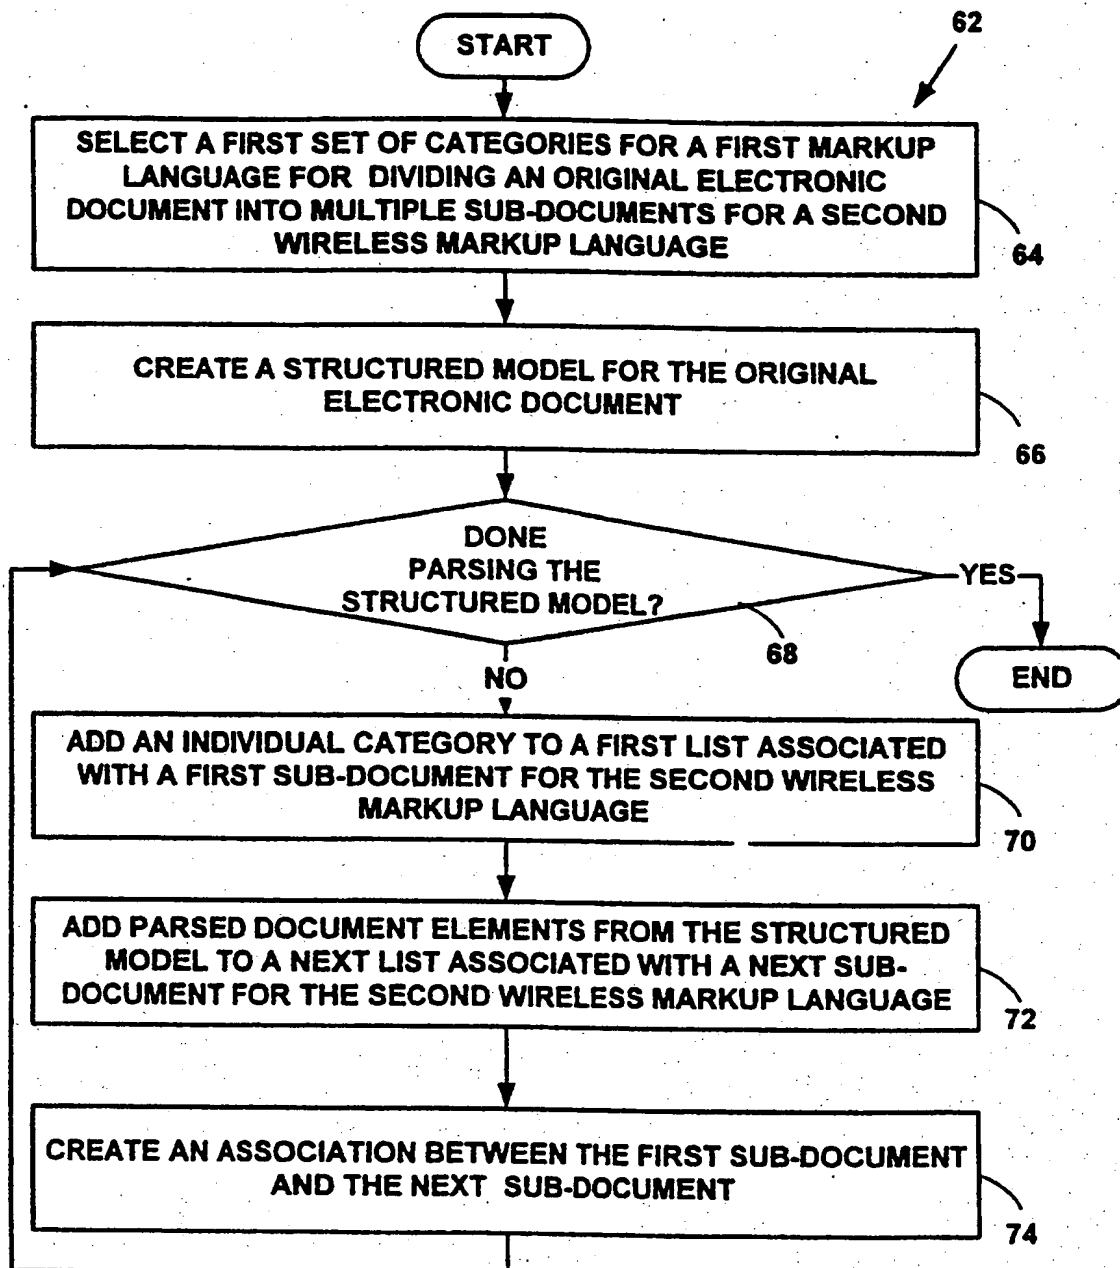 START
62
SELECT A FIRST SET OF CATEGORIES FOR A FIRST MARKUP
LANGUAGE FOR DIVIDING AN ORIGINAL ELECTRONIC
DOCUMENT INTO MULTIPLE SUB-DOCUMENTS FOR A SECOND
WIRELESS MARKUP LANGUAGE
64
CREATE A STRUCTURED MODEL FOR THE ORIGINAL
ELECTRONIC DOCUMENT
66
DONE
PARSING THE
STRUCTURED MODEL?
YES
68
NO
END
ADD AN INDIVIDUAL CATEGORY TO A FIRST LIST ASSOCIATED
WITH A FIRST SUB-DOCUMENT FOR THE SECOND WIRELESS
MARKUP LANGUAGE
70
ADD PARSED DOCUMENT ELEMENTS FROM THE STRUCTURED
MODEL TO A NEXT LIST ASSOCIATED WITH A NEXT SUB-
DOCUMENT FOR THE SECOND WIRELESS MARKUP LANGUAGE
72
CREATE AN ASSOCIATION BETWEEN THE FIRST SUB-DOCUMENT
AND THE NEXT SUB-DOCUMENT
74